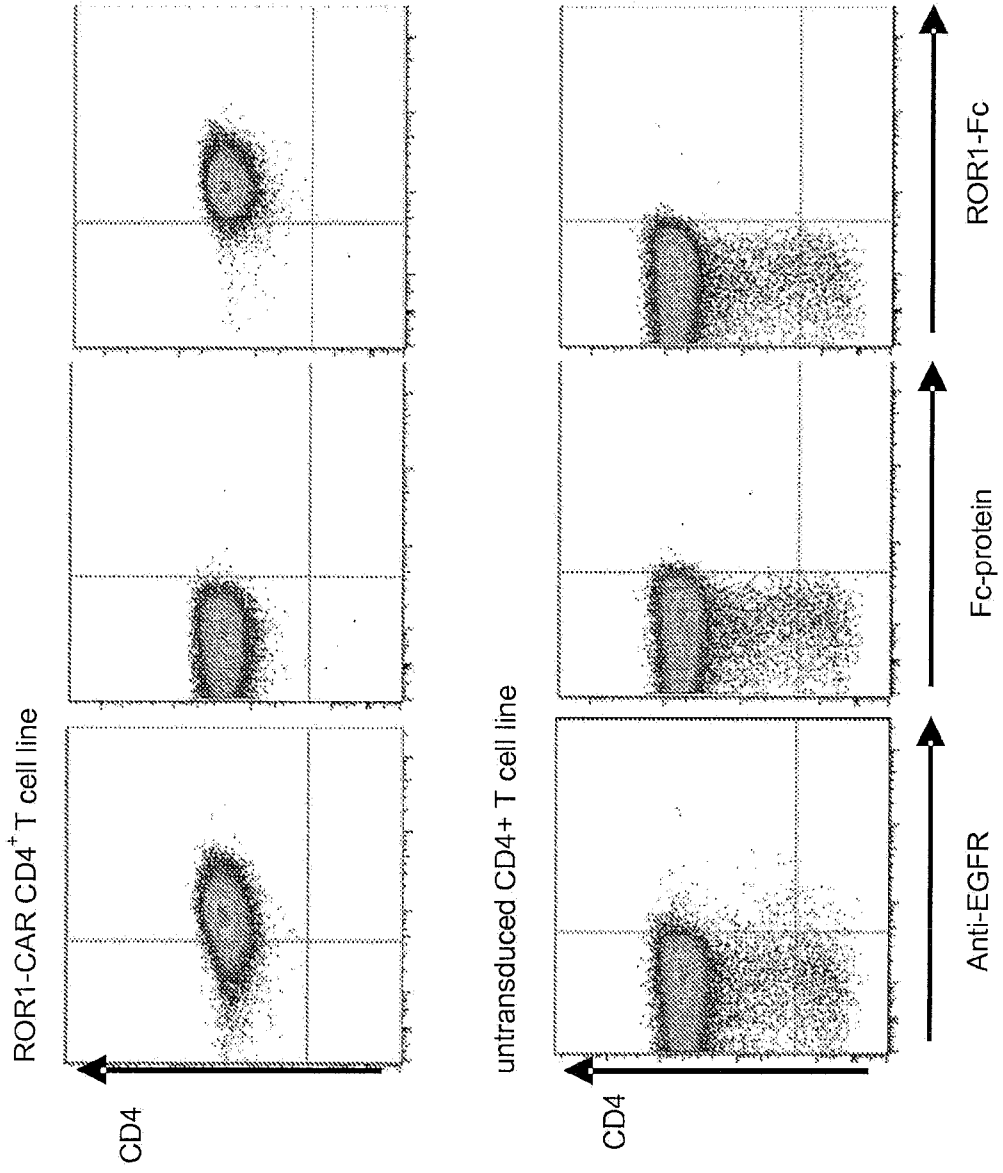 ROR1-CAR CD4+ T cell line
CD4
untransduced CD4+ T cell line
CD4
Anti-EGFR
Fc-protein
ROR1-Fc